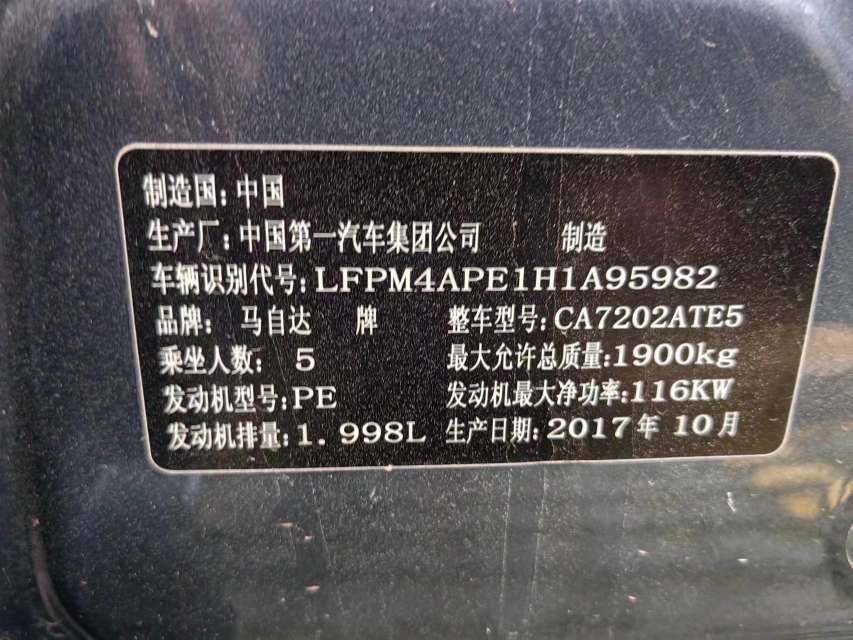 制造国：中国
生产厂：中国第一汽车集团公司 制造
车辆识别代号：LFPM4APE1H1A95982
品牌： 马自达 牌 整车型号：CA7202ATE5
乘坐人数： 5 最大允许总质量：1900kg
发动机型号：PE 发动机最大净功率：116KW
发动机排量：1.998L 生产日期：2017年10月